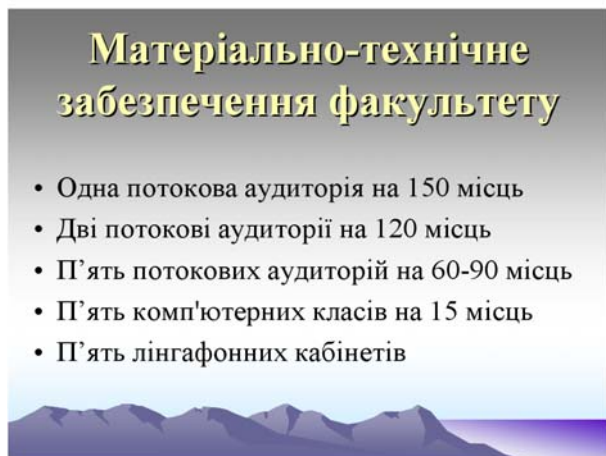 Матеріально-технічне
забезпечення факультету
• Одна потокова аудиторія на 150 місць
• Дві потокові аудиторії на 120 місць
• П’ять потокових аудиторій на 60-90 місць
• П’ять комп'ютерних класів на 15 місць
• П’ять лінгафонних кабінетів